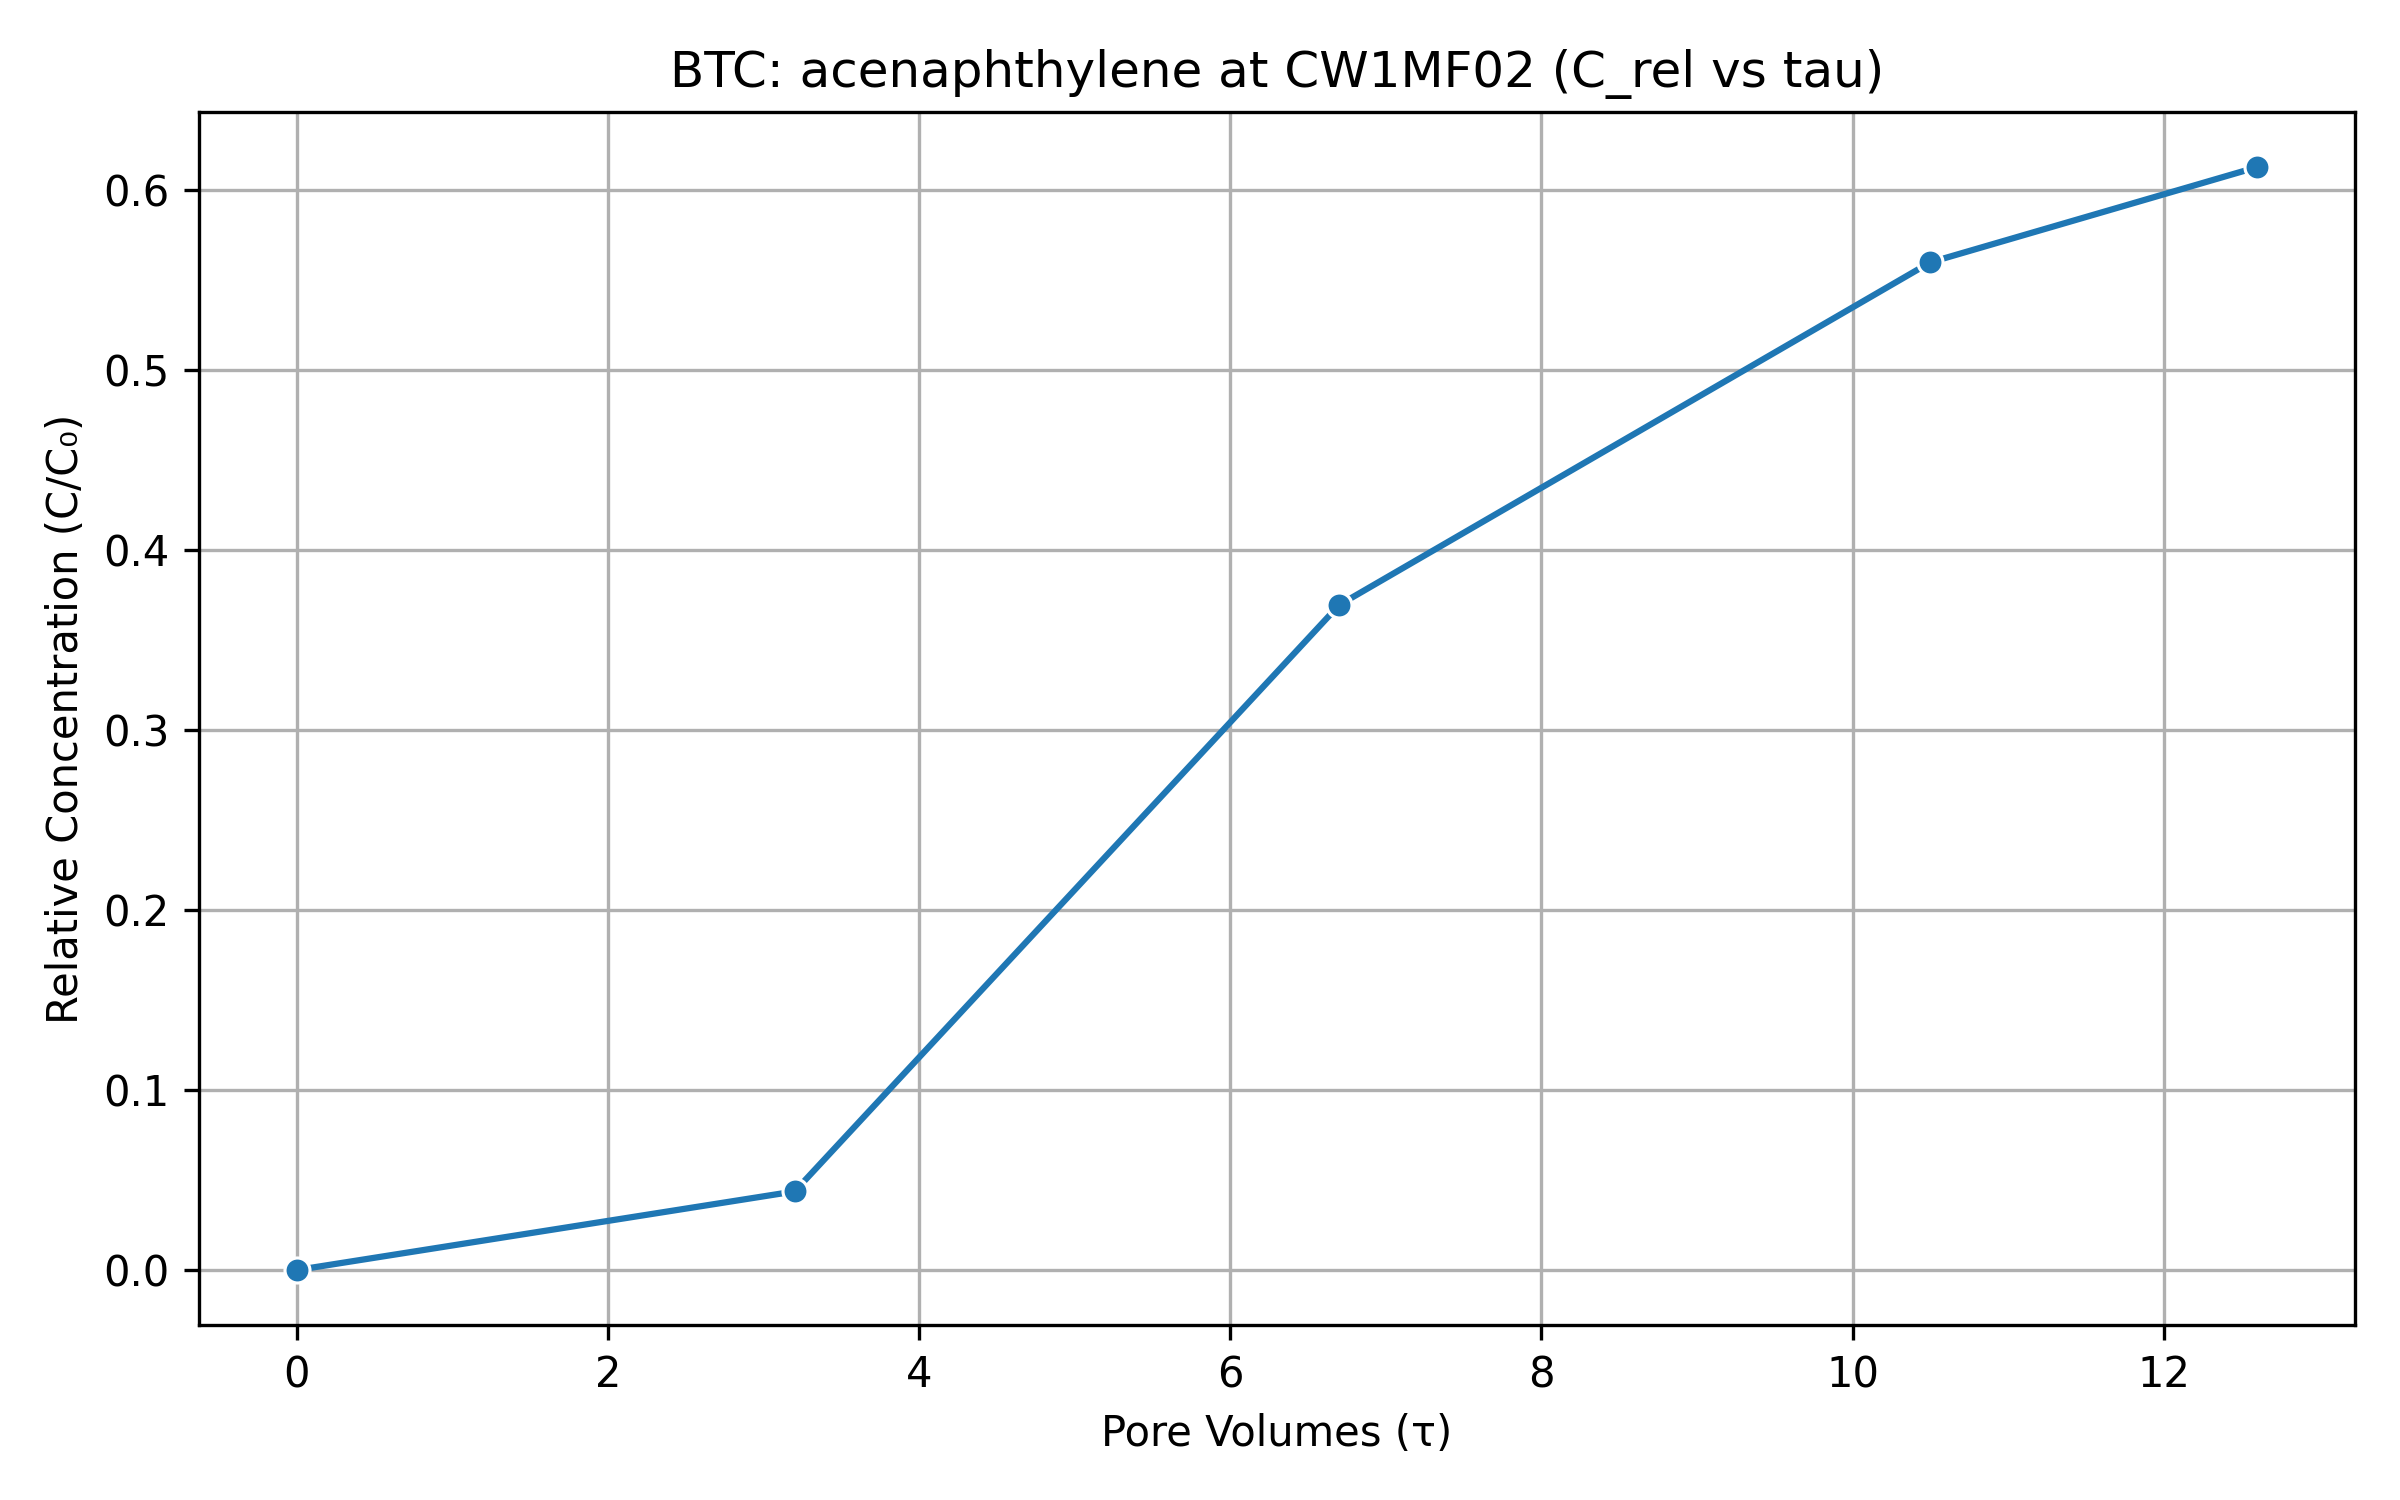 BTC: acenaphthylene at CW1MF02 (C_rel vs tau)
Relative Concentration (C/C₀)
0.6
0.5
0.4
0.3
0.2
0.1
0.0
0 2 4 6 8 10 12
Pore Volumes (τ)